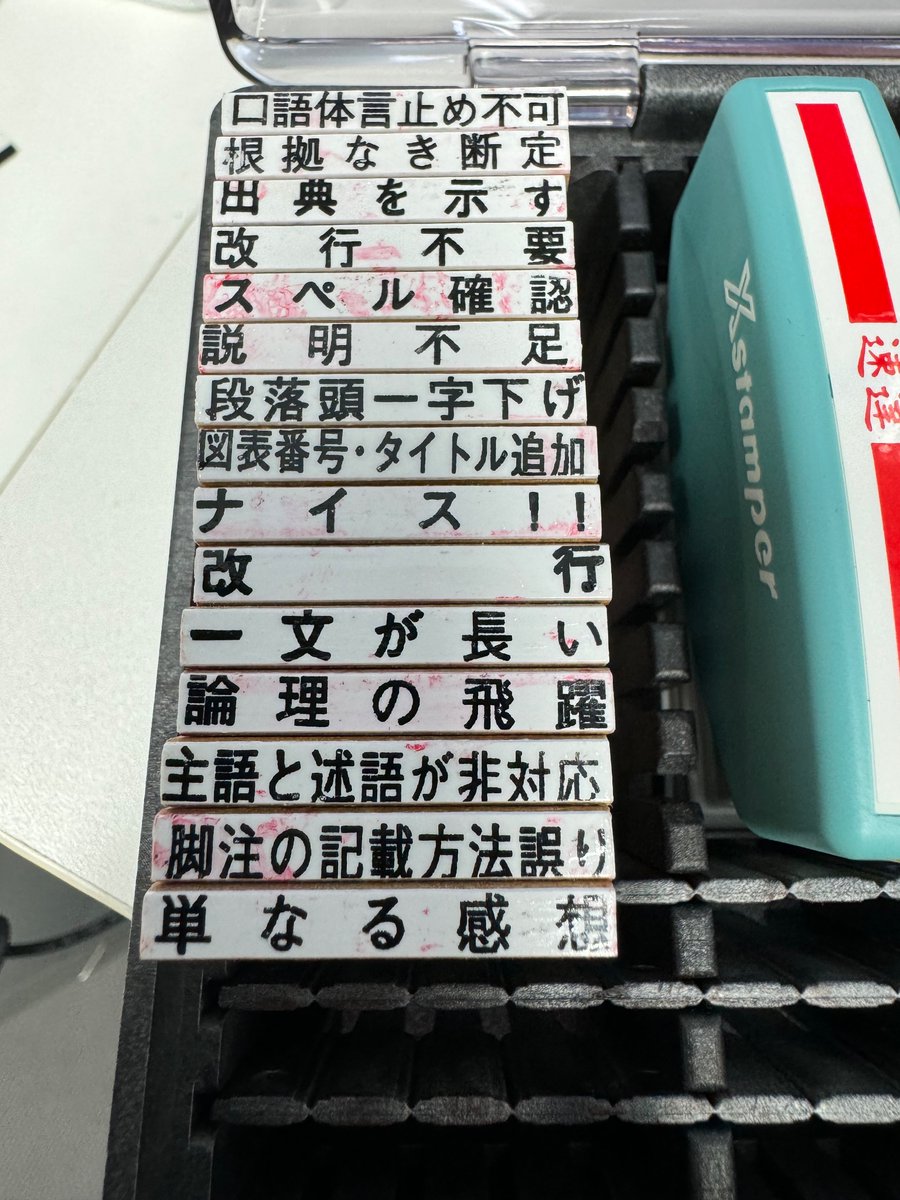 口語体言止め不可
根拠なき断定
出典を示す
改行不要
スペル確認
説明不足
段落頭一字下げ
図表番号・タイトル追加
ナイス!!
改行
一文が長い
論理の飛躍
主語と述語が非対応
脚注の記載方法誤り
単なる感想
Xstamper
速達